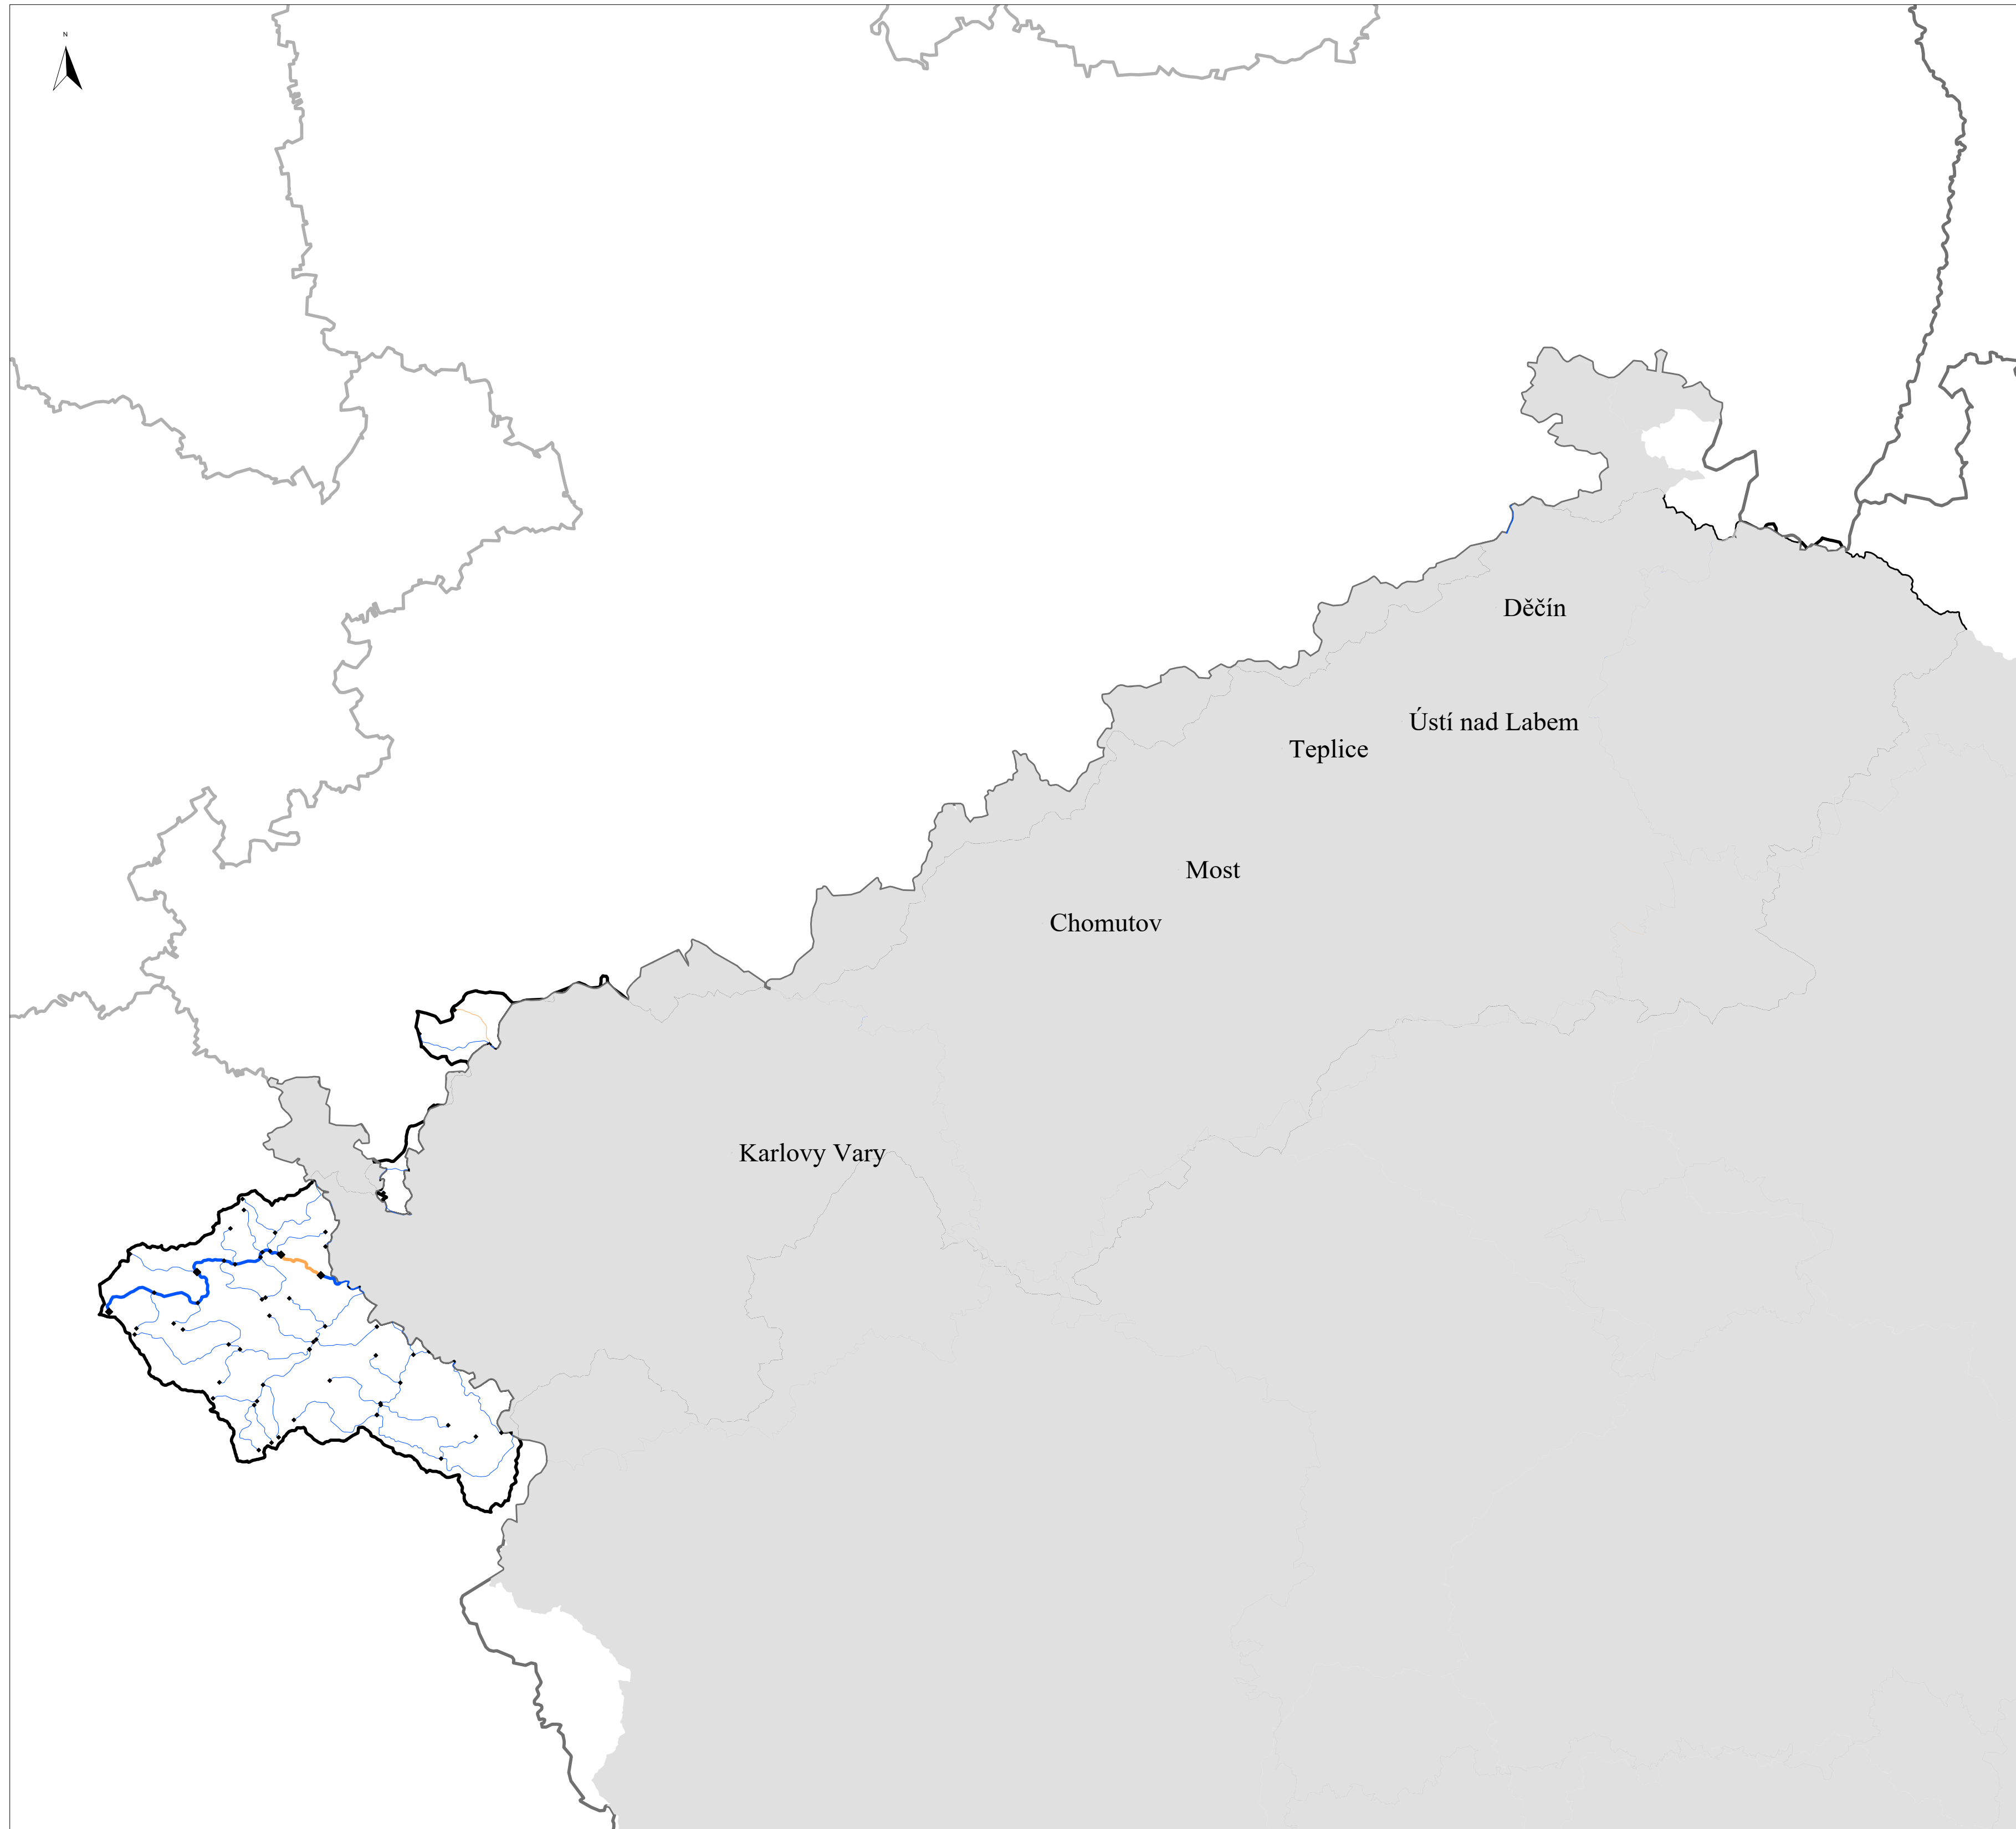 N
Děčín
Ústí nad Labem
Teplice
Most
Chomutov
Karlovy Vary